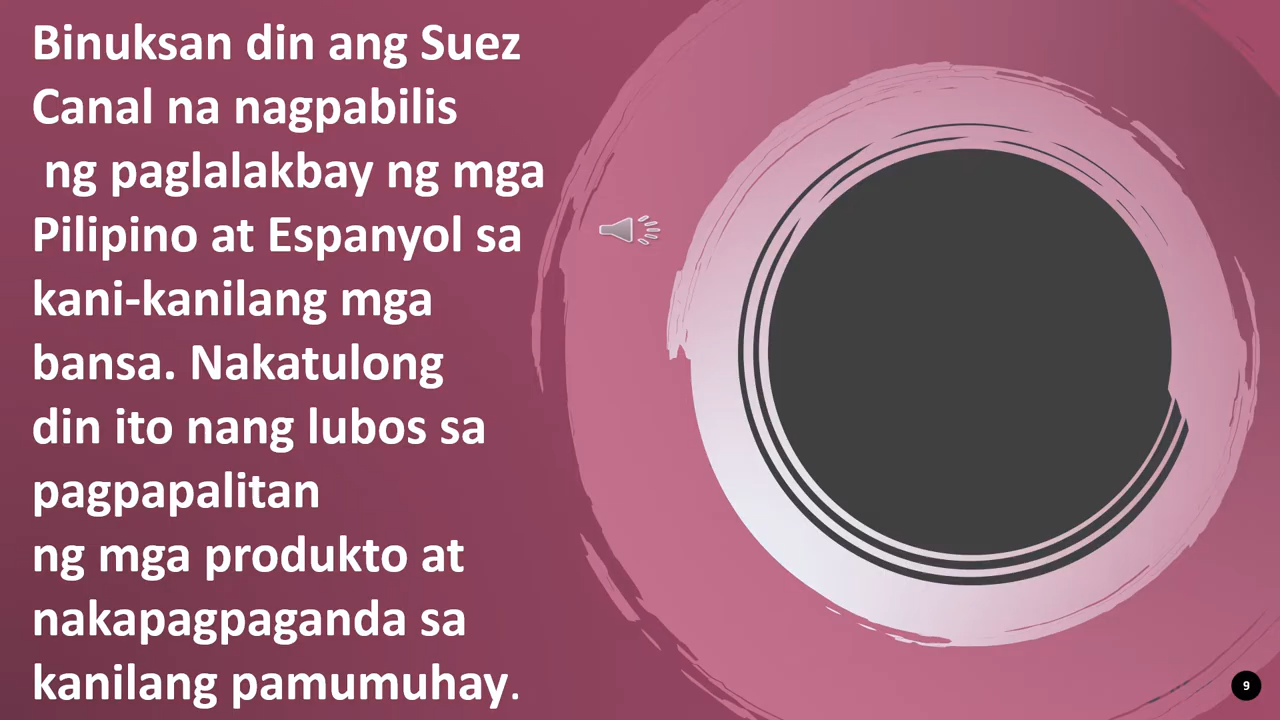 Binuksan din ang Suez
Canal na nagpabilis
ng paglalakbay ng mga
Pilipino at Espanyol sa
kani-kanilang mga
bansa. Nakatulong
din ito nang lubos sa
pagpapalitan
ng mga produkto at
nakapagpaganda sa
kanilang pamumuhay.
9